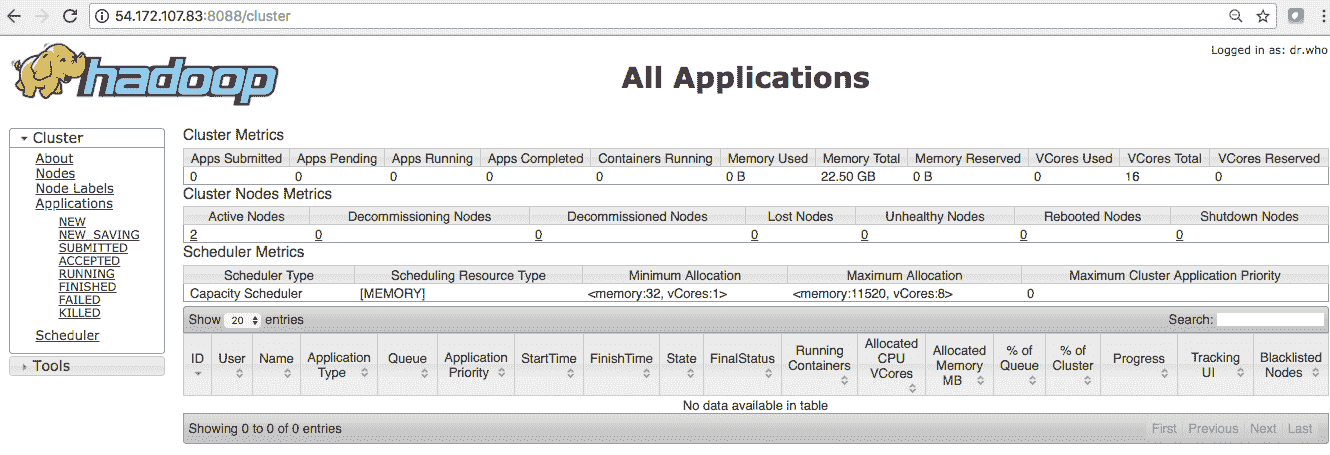 54.172.107.83:8088/cluster
Logged in as: dr.who
hadoop
All Applications
Cluster
About
Nodes
Node Labels
Applications
NEW
NEW_SAVING
SUBMITTED
ACCEPTED
RUNNING
FINISHED
FAILED
KILLED
Scheduler
Tools
Cluster Metrics
Apps Submitted Apps Pending Apps Running Apps Completed Containers Running Memory Used Memory Total Memory Reserved VCores Used VCores Total VCores Reserved
0 0 0 0 0 0 B 22.50 GB 0 B 0 16 0
Cluster Nodes Metrics
Active Nodes Decommissioning Nodes Decommissioned Nodes Lost Nodes Unhealthy Nodes Rebooted Nodes Shutdown Nodes
2 0 0 0 0 0 0
Scheduler Metrics
Scheduler Type Scheduling Resource Type Minimum Allocation Maximum Allocation Maximum Cluster Application Priority
Capacity Scheduler [MEMORY] <memory:32, vCores:1> <memory:11520, vCores:8> 0
Show 20 entries Search:
ID User Name Application Type Queue Application Priority StartTime FinishTime State FinalStatus Running Containers Allocated CPU VCores Allocated Memory MB % of Queue % of Cluster Progress Tracking UI Blacklisted Nodes
No data available in table
Showing 0 to 0 of 0 entries First Previous Next Last